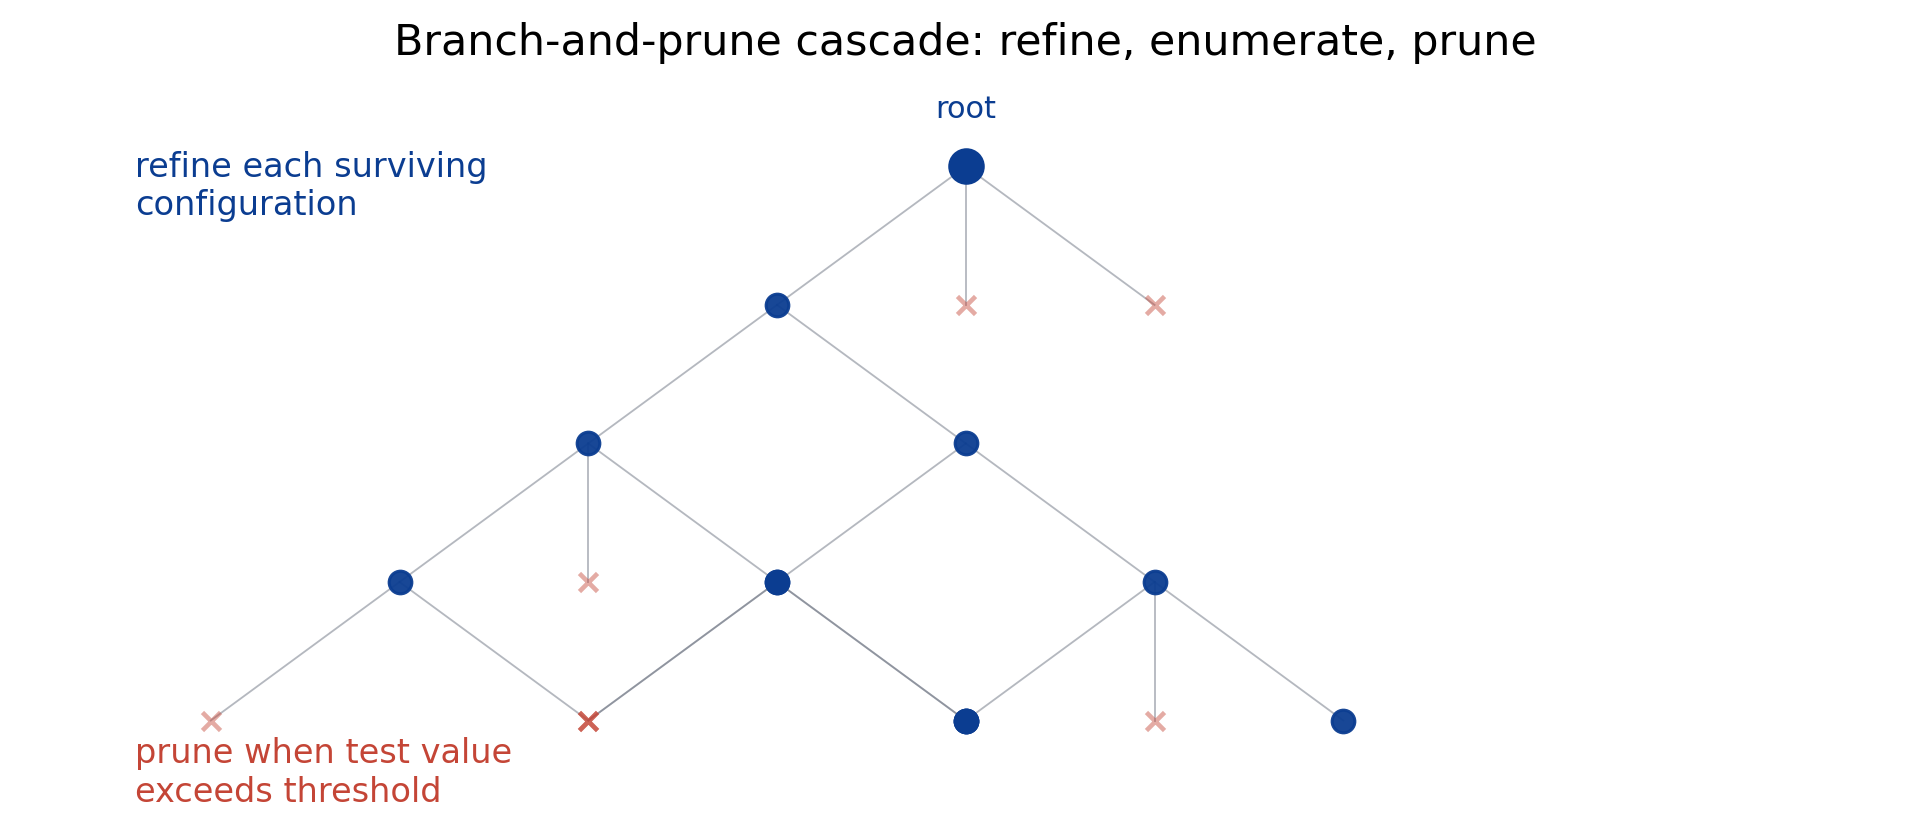 Branch-and-prune cascade: refine, enumerate, prune
root
refine each surviving
configuration
prune when test value
exceeds threshold